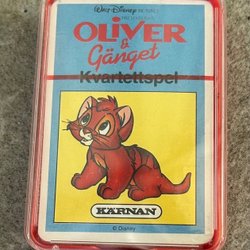 Walt Disney
OLIVER
&
Gänget
Kvartettspel
KÄRNAN
© Disney